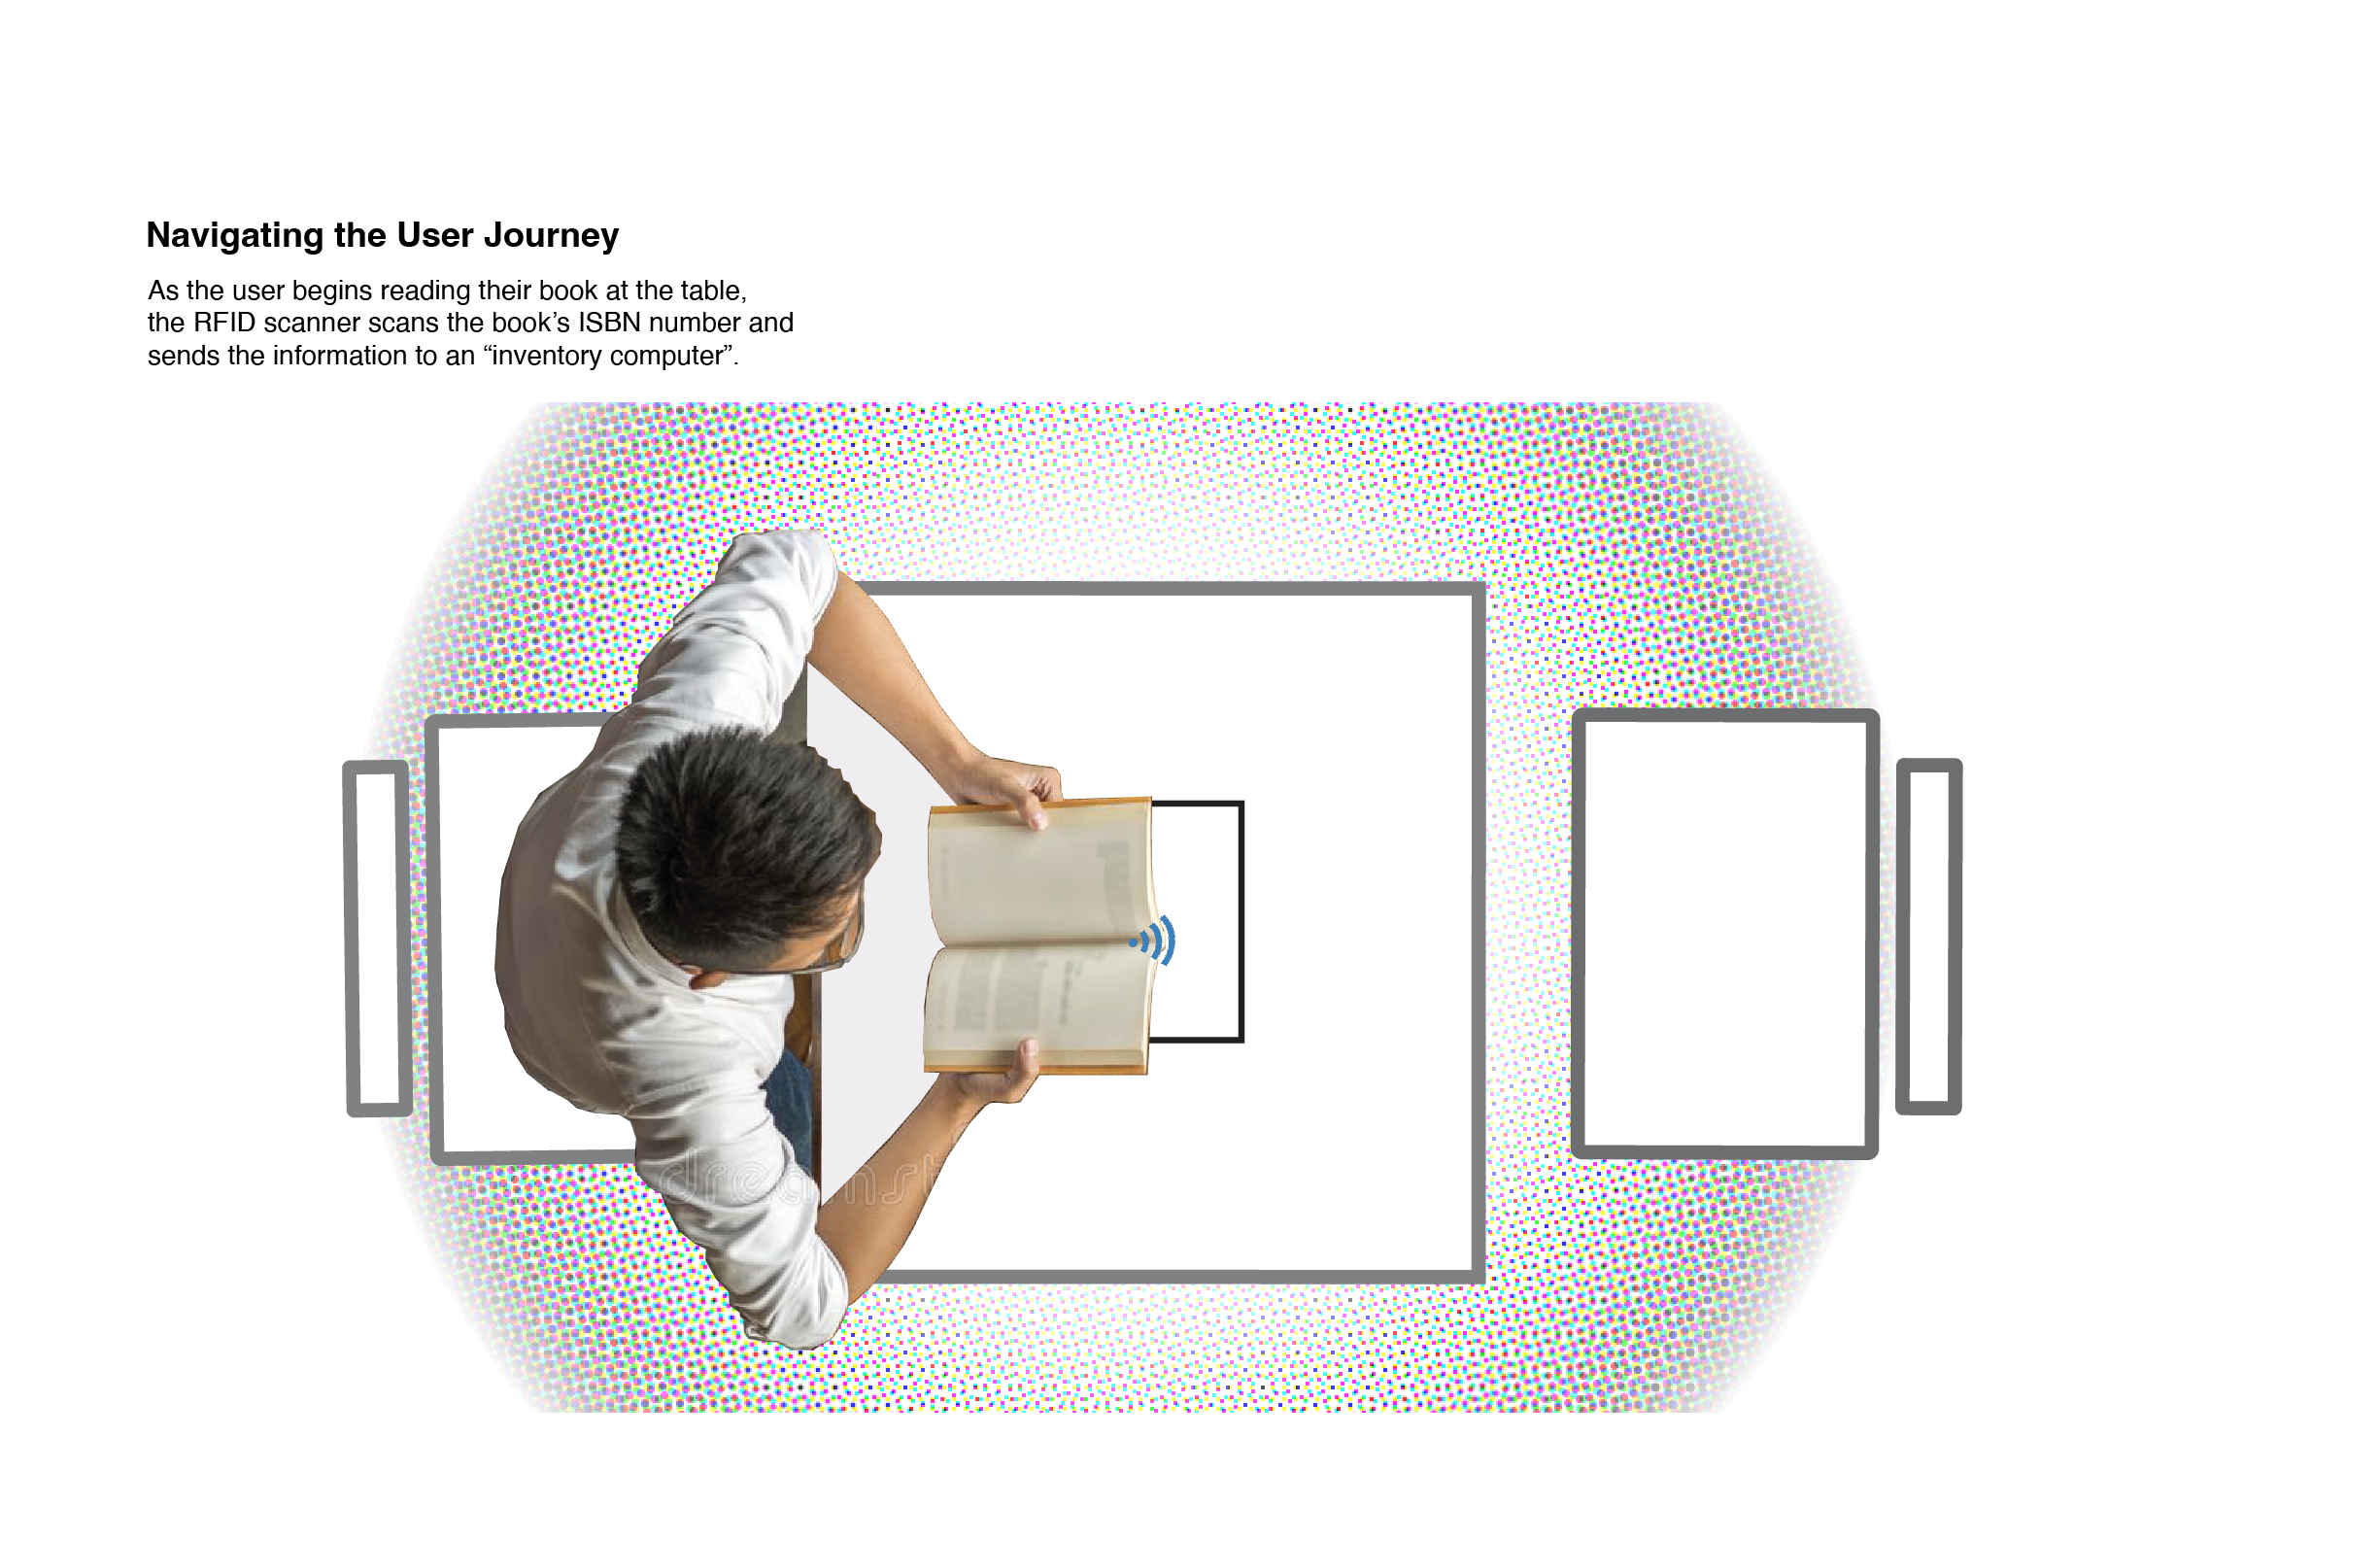 Navigating the User Journey
As the user begins reading their book at the table,
the RFID scanner scans the book’s ISBN number and
sends the information to an “inventory computer”.
dreamst